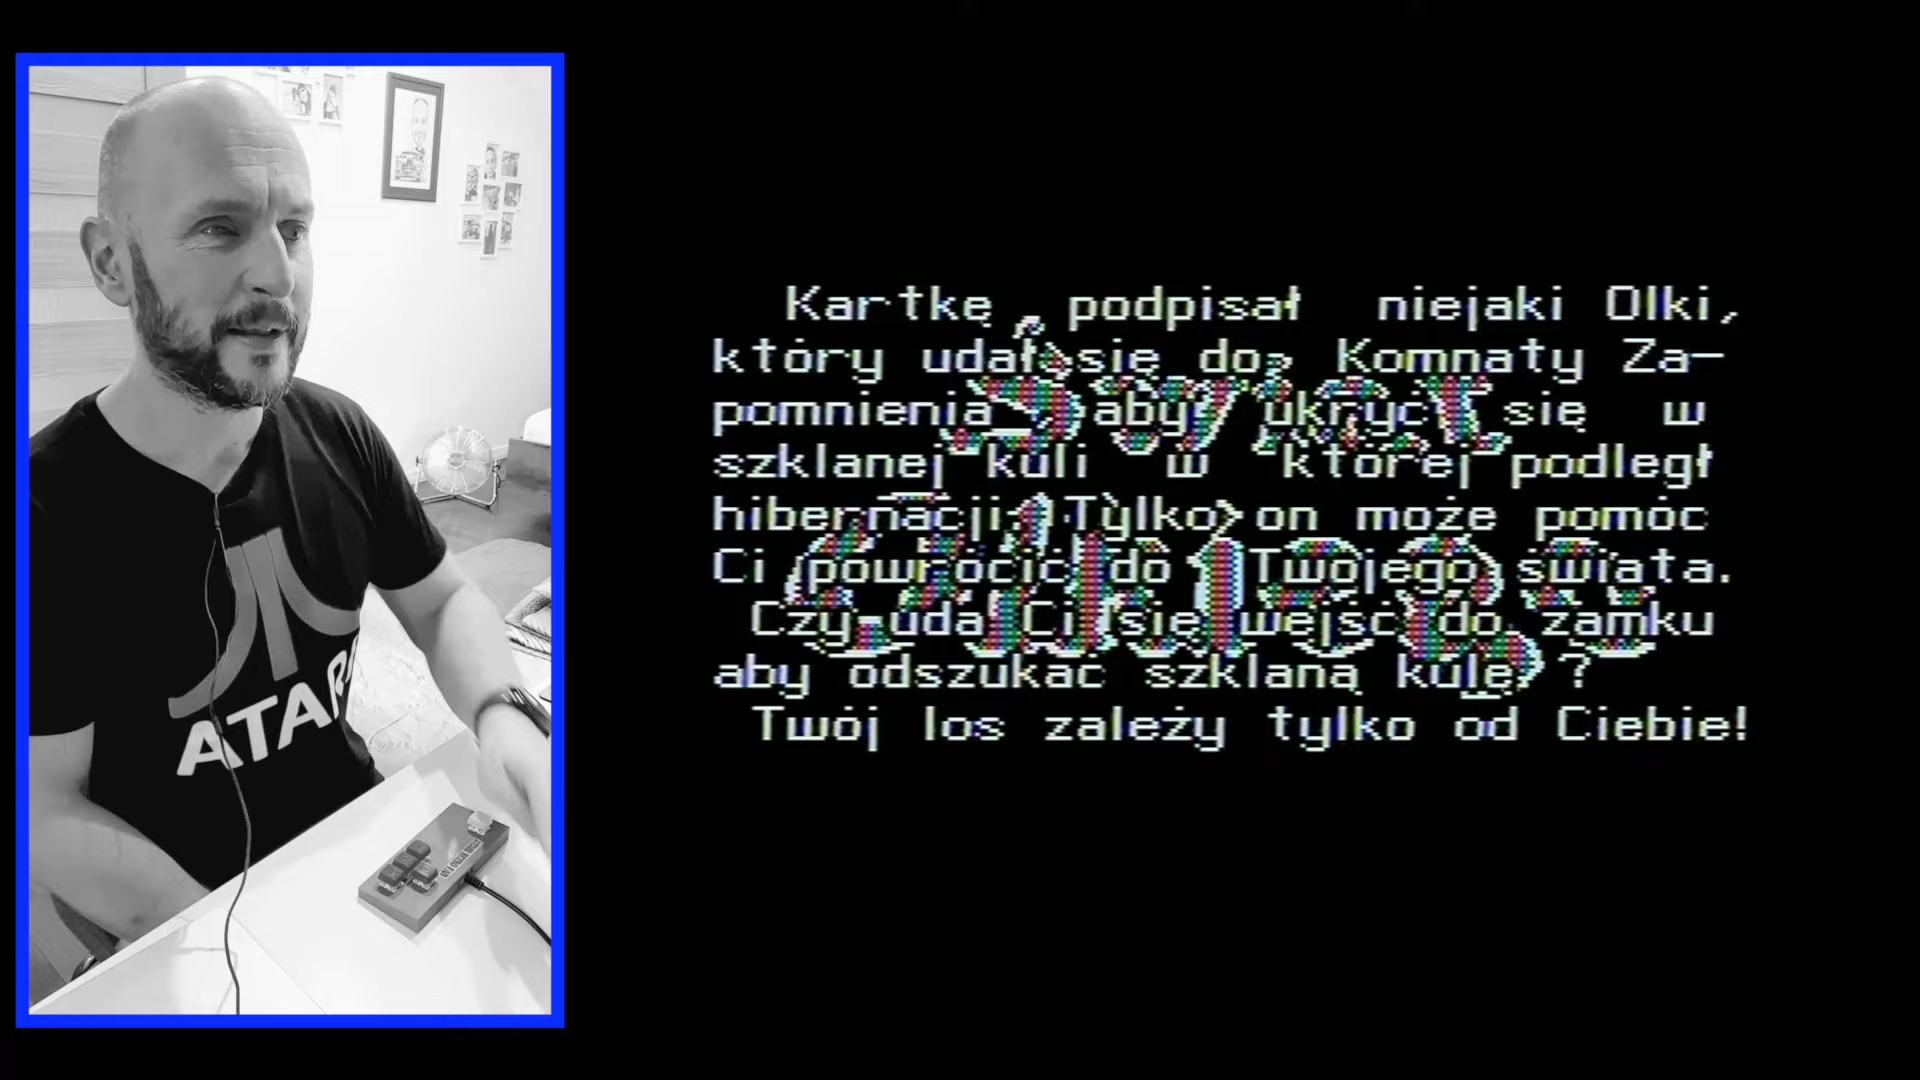 Kartkę podpisał niejaki Olki,
który udał się do Komnaty Za-
pomnienia aby ukryć się w
szklanej kuli w której podległ
hibernacji. Tylko on może pomóc
Ci powrócić do Twojego świata.
Czy uda Ci się wejść do zamku
aby odszukać szklaną kulę ?
Twój los zależy tylko od Ciebie!
ATARI